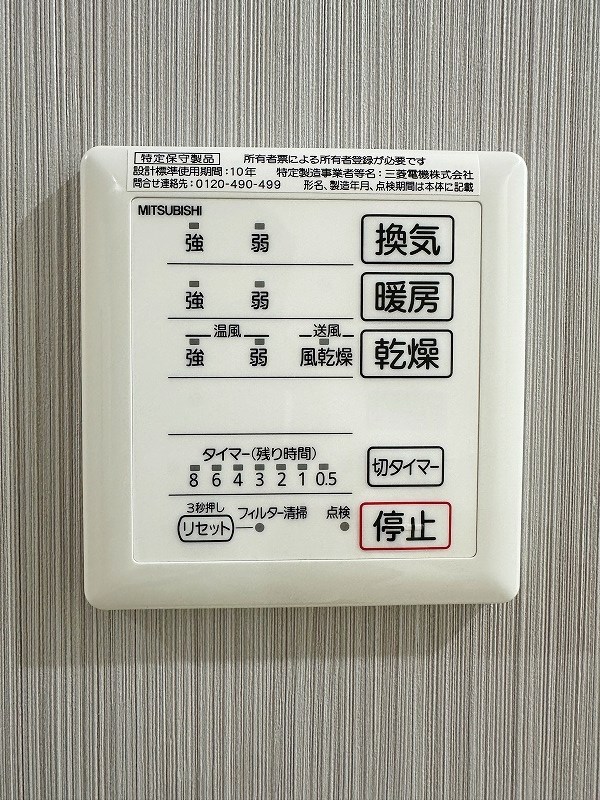 特定保守製品 所有者票による所有者登録が必要です
設計標準使用期間:10年 特定製造事業者等名:三菱電機株式会社
問合せ連絡先:0120-490-499 形名、製造年月、点検期間は本体に記載
MITSUBISHI
強 弱 換気
強 弱 暖房
温風 送風
強 弱 風乾燥 乾燥
タイマー(残り時間)
8 6 4 3 2 1 0.5 切タイマー
3秒押し
リセット フィルター清掃 点検 停止